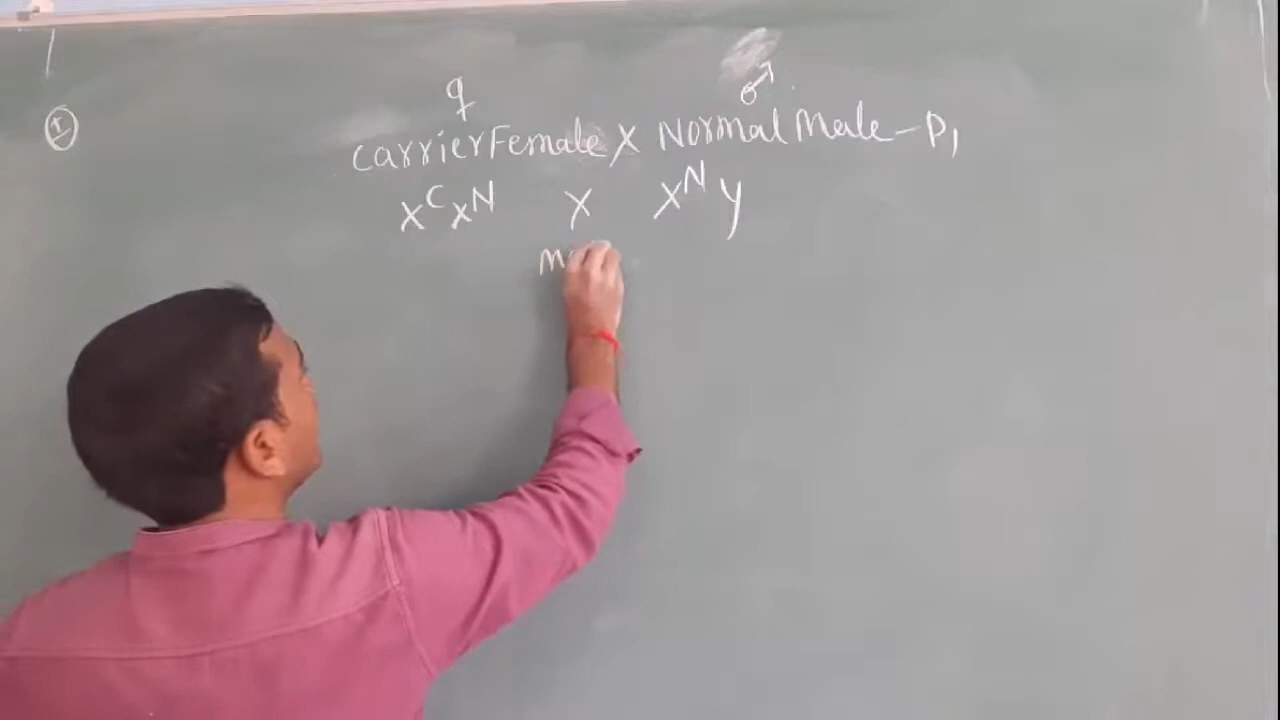 ♀ ♂
Carrier Female X Normal Male - P₁
X^C X^N X X^N y